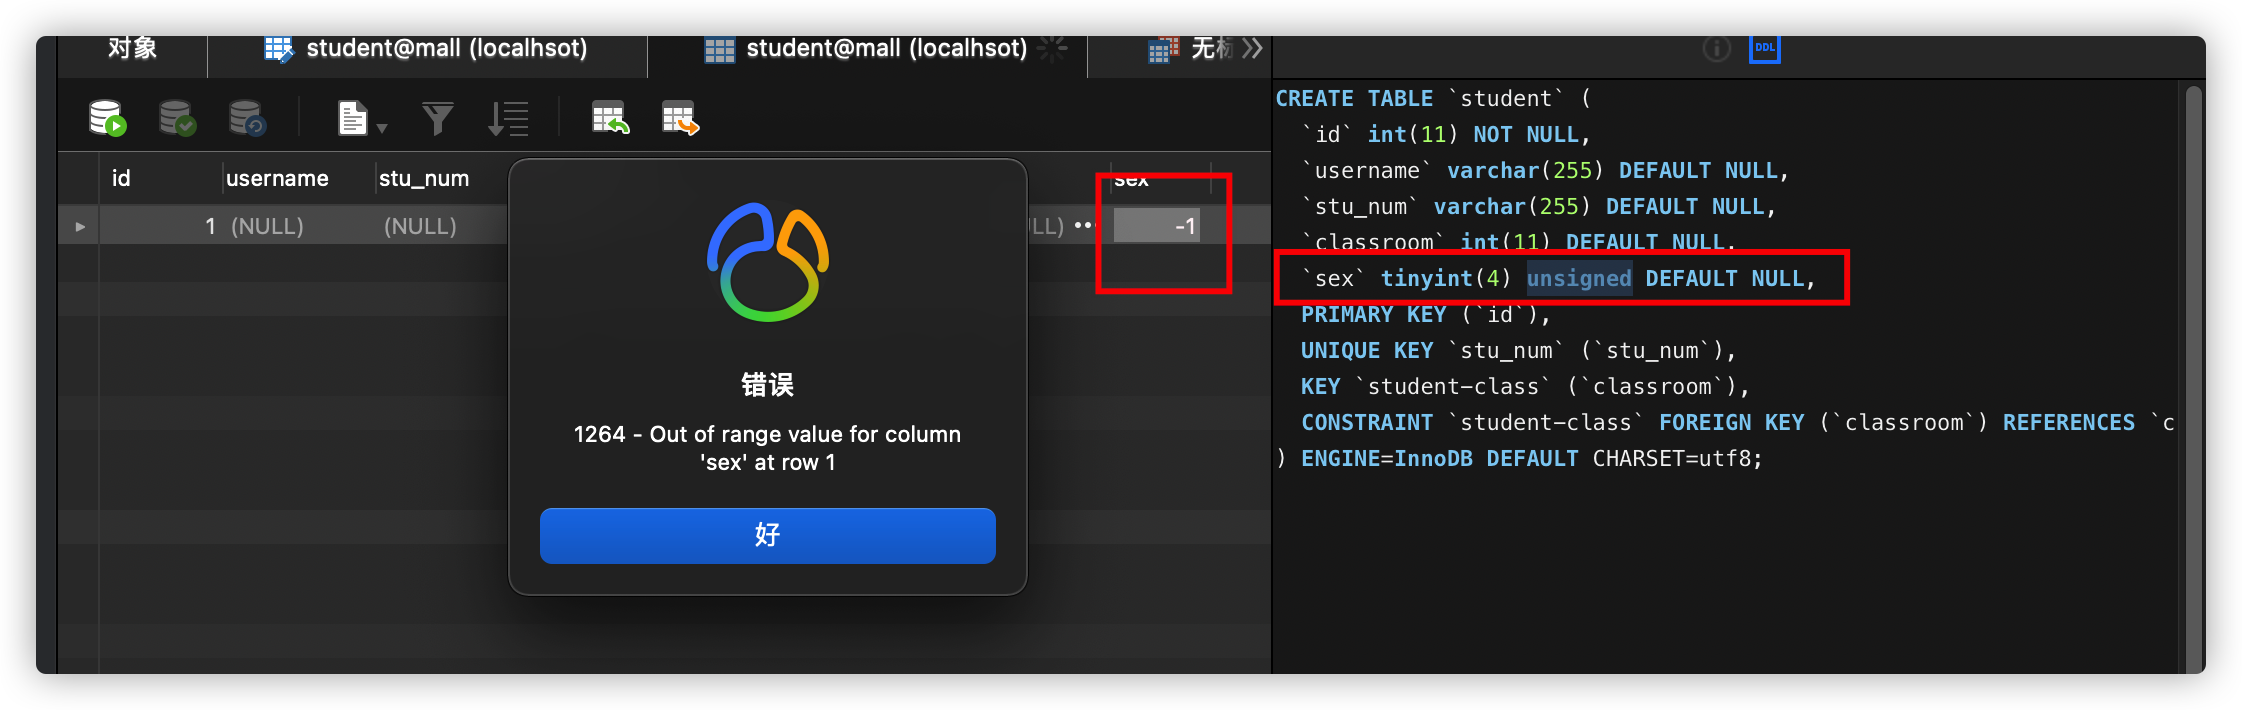 对象
student@mall (localhsot)
student@mall (localhsot)
无标
DDL
id
username
stu_num
sex
1
(NULL)
(NULL)
ULL)
-1
错误
1264 - Out of range value for column
'sex' at row 1
好
CREATE TABLE `student` (
`id` int(11) NOT NULL,
`username` varchar(255) DEFAULT NULL,
`stu_num` varchar(255) DEFAULT NULL,
`classroom` int(11) DEFAULT NULL,
`sex` tinyint(4) unsigned DEFAULT NULL,
PRIMARY KEY (`id`),
UNIQUE KEY `stu_num` (`stu_num`),
KEY `student-class` (`classroom`),
CONSTRAINT `student-class` FOREIGN KEY (`classroom`) REFERENCES `c
) ENGINE=InnoDB DEFAULT CHARSET=utf8;